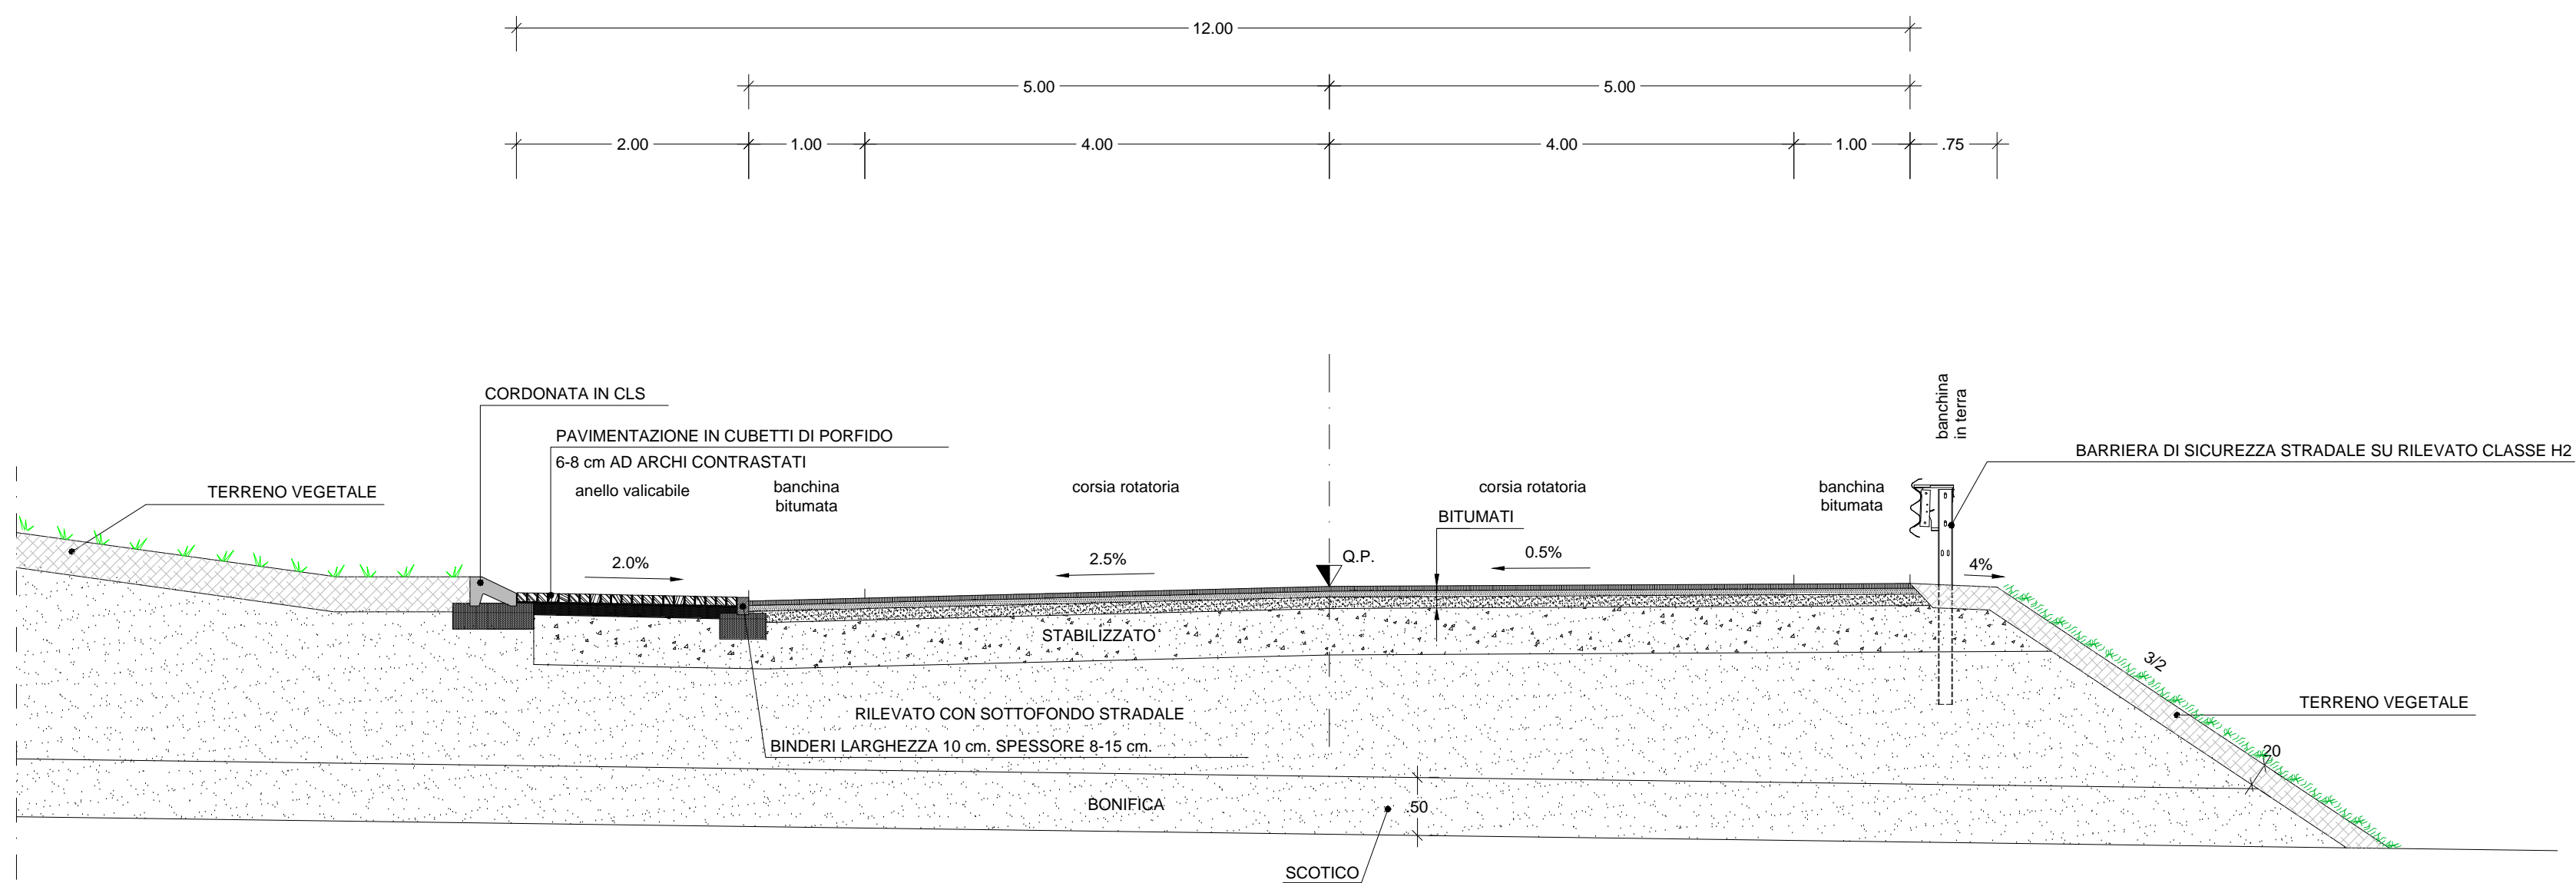 12.00
5.00
5.00
2.00
1.00
4.00
4.00
1.00
.75
CORDONATA IN CLS
PAVIMENTAZIONE IN CUBETTI DI PORFIDO
6-8 cm AD ARCHI CONTRASTATI
anello valicabile
banchina
bitumata
corsia rotatoria
corsia rotatoria
banchina
bitumata
banchina
in terra
BARRIERA DI SICUREZZA STRADALE SU RILEVATO CLASSE H2
TERRENO VEGETALE
BITUMATI
2.0%
2.5%
Q.P.
0.5%
4%
STABILIZZATO
3/2
TERRENO VEGETALE
RILEVATO CON SOTTOFONDO STRADALE
BINDERI LARGHEZZA 10 cm. SPESSORE 8-15 cm.
.20
BONIFICA
.50
SCOTICO